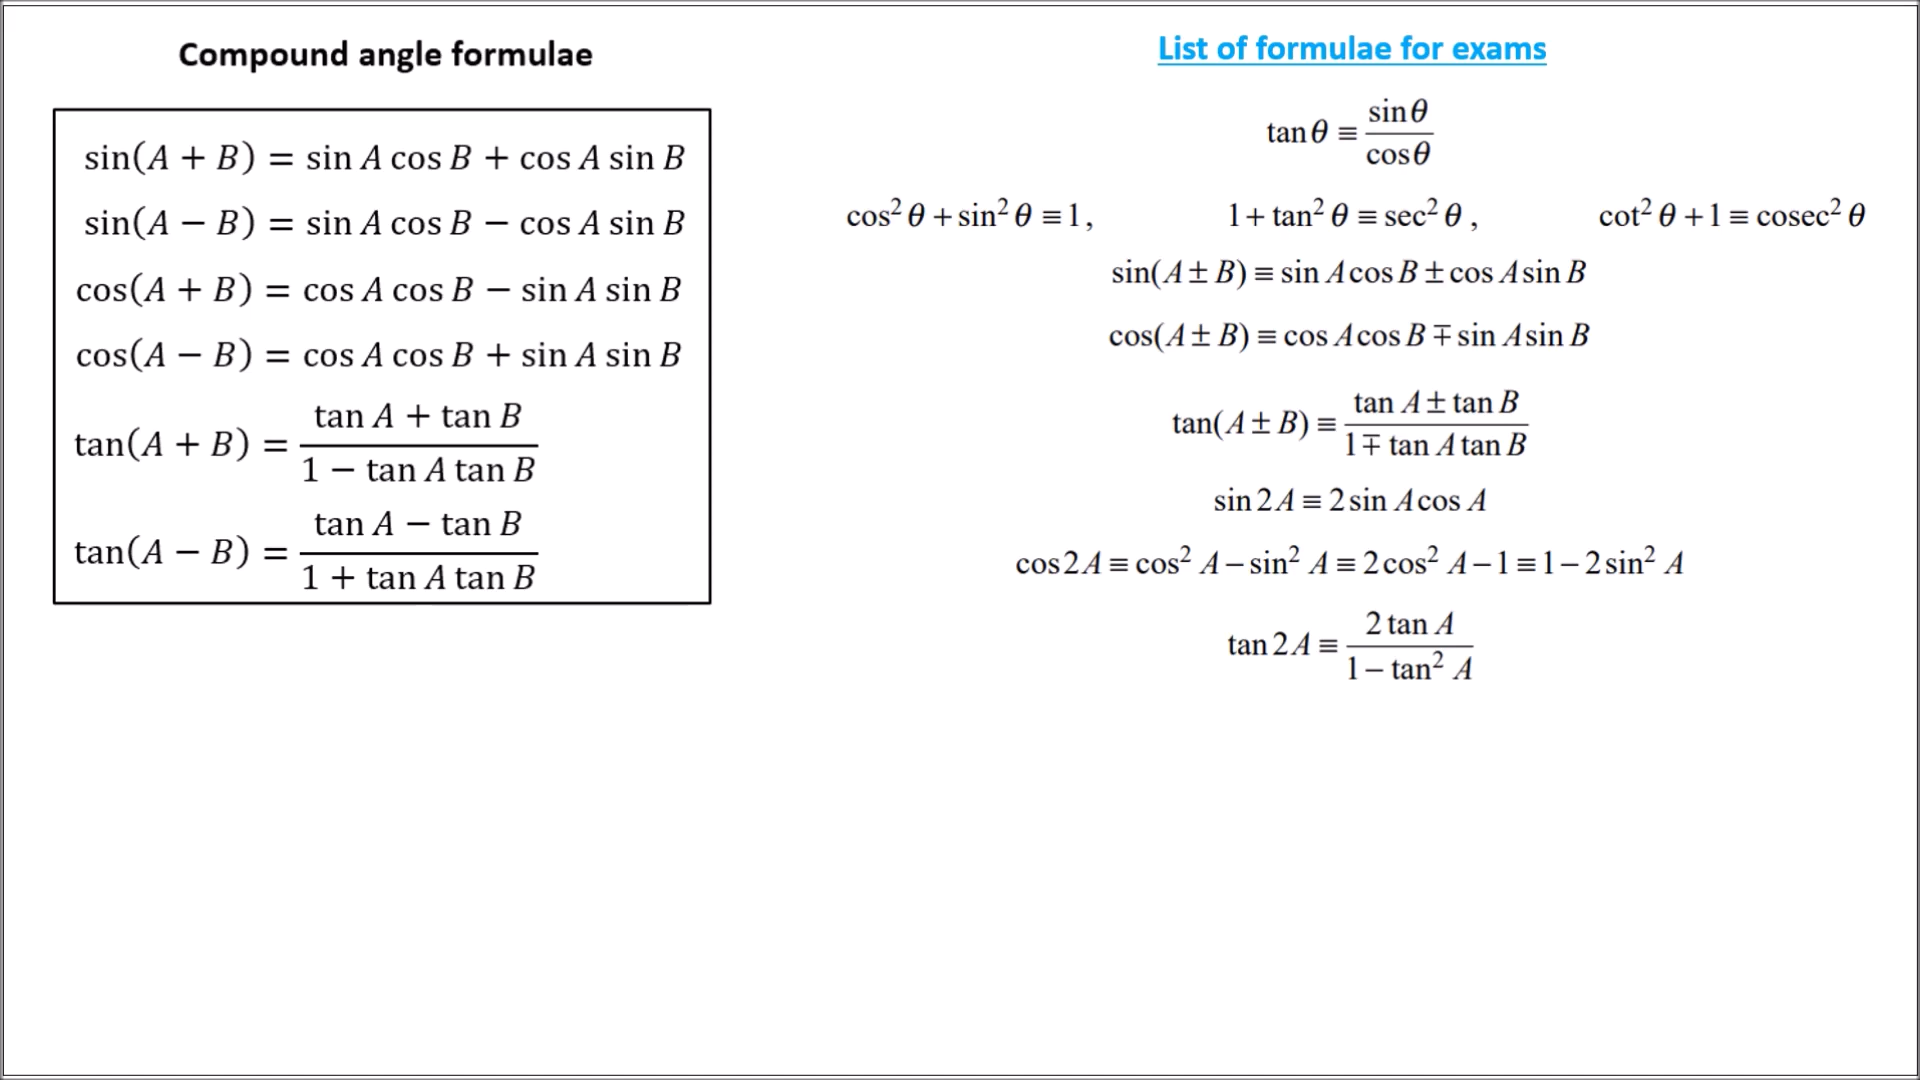 Compound angle formulae
sin(A + B) = sin A cos B + cos A sin B
sin(A − B) = sin A cos B − cos A sin B
cos(A + B) = cos A cos B − sin A sin B
cos(A − B) = cos A cos B + sin A sin B
tan(A + B) = (tan A + tan B)/(1 − tan A tan B)
tan(A − B) = (tan A − tan B)/(1 + tan A tan B)
List of formulae for exams
tan θ ≡ sin θ/cos θ
cos² θ + sin² θ ≡ 1, 1 + tan² θ ≡ sec² θ , cot² θ + 1 ≡ cosec² θ
sin(A ± B) ≡ sin A cos B ± cos A sin B
cos(A ± B) ≡ cos A cos B ∓ sin A sin B
tan(A ± B) ≡ (tan A ± tan B)/(1 ∓ tan A tan B)
sin 2A ≡ 2 sin A cos A
cos 2A ≡ cos² A − sin² A ≡ 2 cos² A − 1 ≡ 1 − 2 sin² A
tan 2A ≡ (2 tan A)/(1 − tan² A)